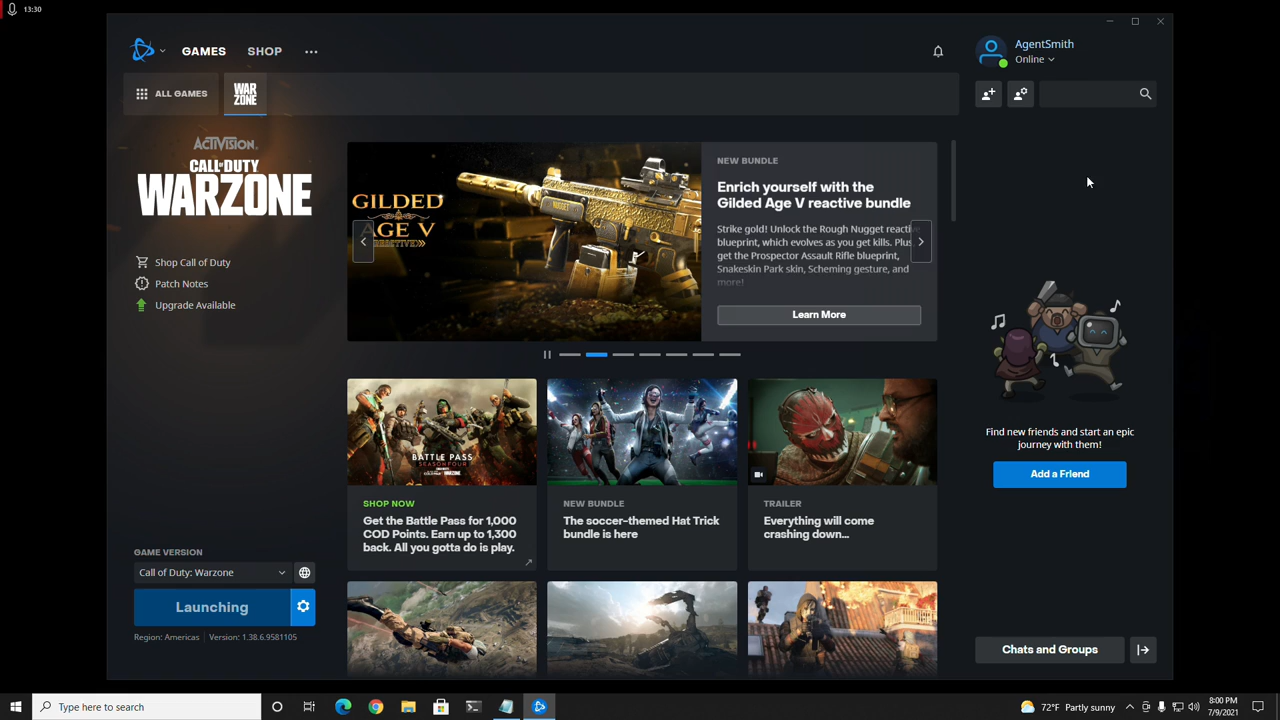 13:30
GAMES
SHOP
AgentSmith
Online
ALL GAMES
WAR
ZONE
ACTIVISION
CALL OF DUTY
WARZONE
Shop Call of Duty
Patch Notes
Upgrade Available
GILDED
AGE V
REACTIVE
NEW BUNDLE
Enrich yourself with the
Gilded Age V reactive bundle
Strike gold! Unlock the Rough Nugget reactive
blueprint, which evolves as you get kills. Plus
get the Prospector Assault Rifle blueprint,
Snakeskin Park skin, Scheming gesture, and
more!
Learn More
BATTLE PASS
SEASON FOUR
SHOP NOW
Get the Battle Pass for 1,000
COD Points. Earn up to 1,300
back. All you gotta do is play.
NEW BUNDLE
The soccer-themed Hat Trick
bundle is here
TRAILER
Everything will come
crashing down...
Find new friends and start an epic
journey with them!
Add a Friend
GAME VERSION
Call of Duty: Warzone
Launching
Region: Americas
Version: 1.38.6.9581105
Chats and Groups
Type here to search
72°F Partly sunny
8:00 PM
7/9/2021